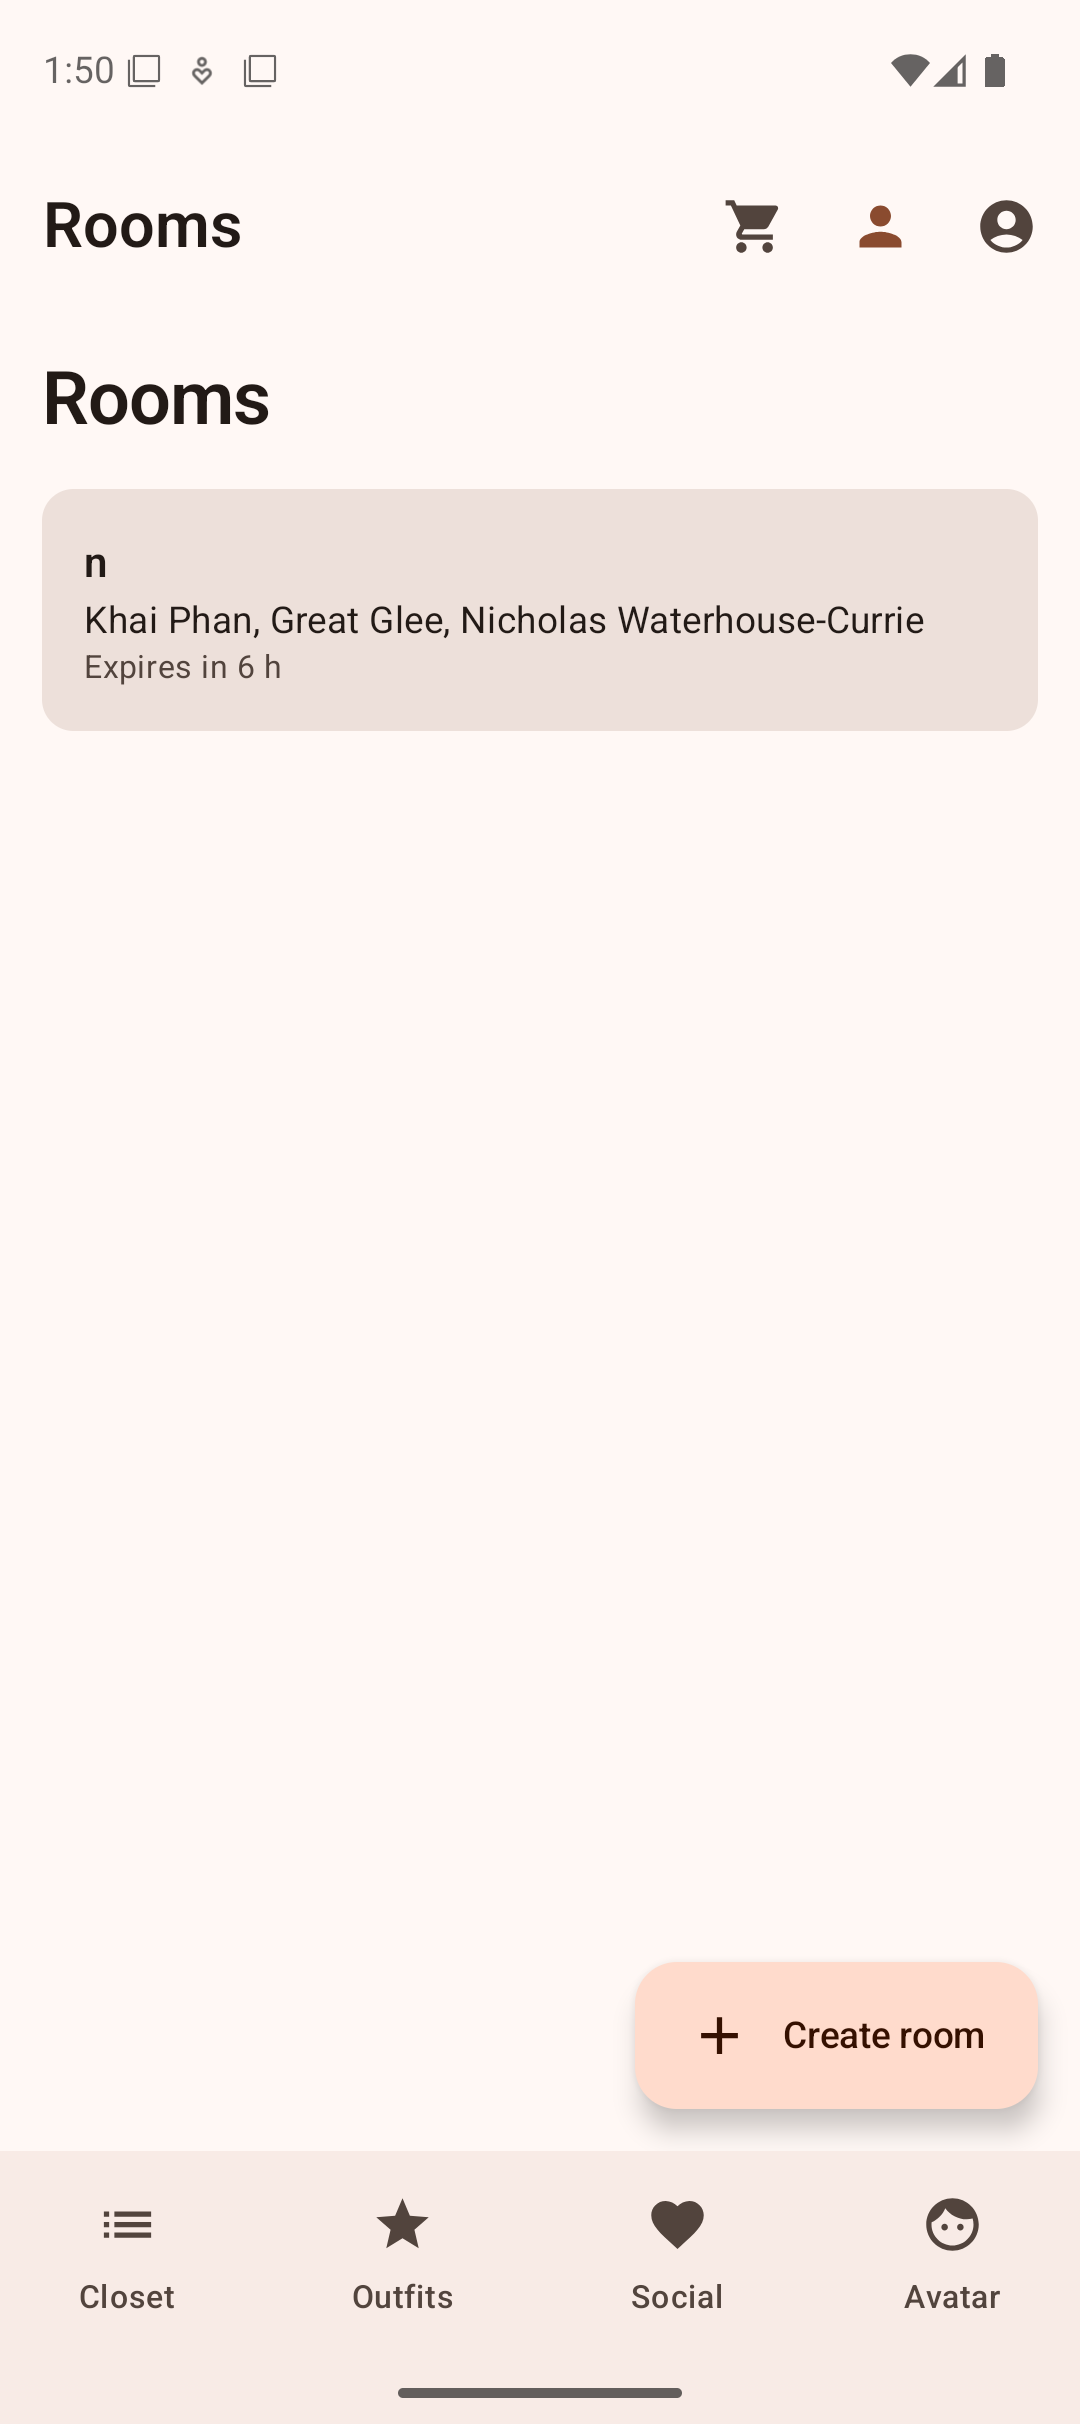 1:50
Rooms
Rooms
n
Khai Phan, Great Glee, Nicholas Waterhouse-Currie
Expires in 6 h
Create room
Closet
Outfits
Social
Avatar